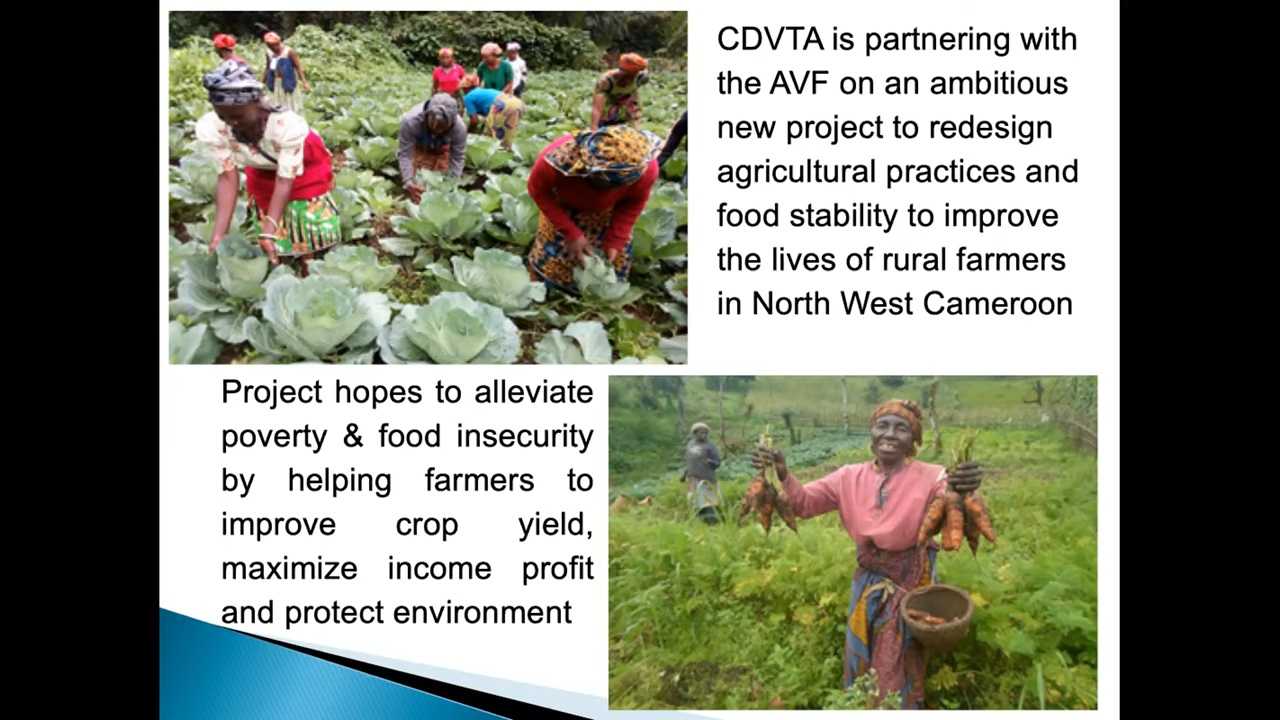 CDVTA is partnering with
the AVF on an ambitious
new project to redesign
agricultural practices and
food stability to improve
the lives of rural farmers
in North West Cameroon
Project hopes to alleviate
poverty & food insecurity
by helping farmers to
improve crop yield,
maximize income profit
and protect environment